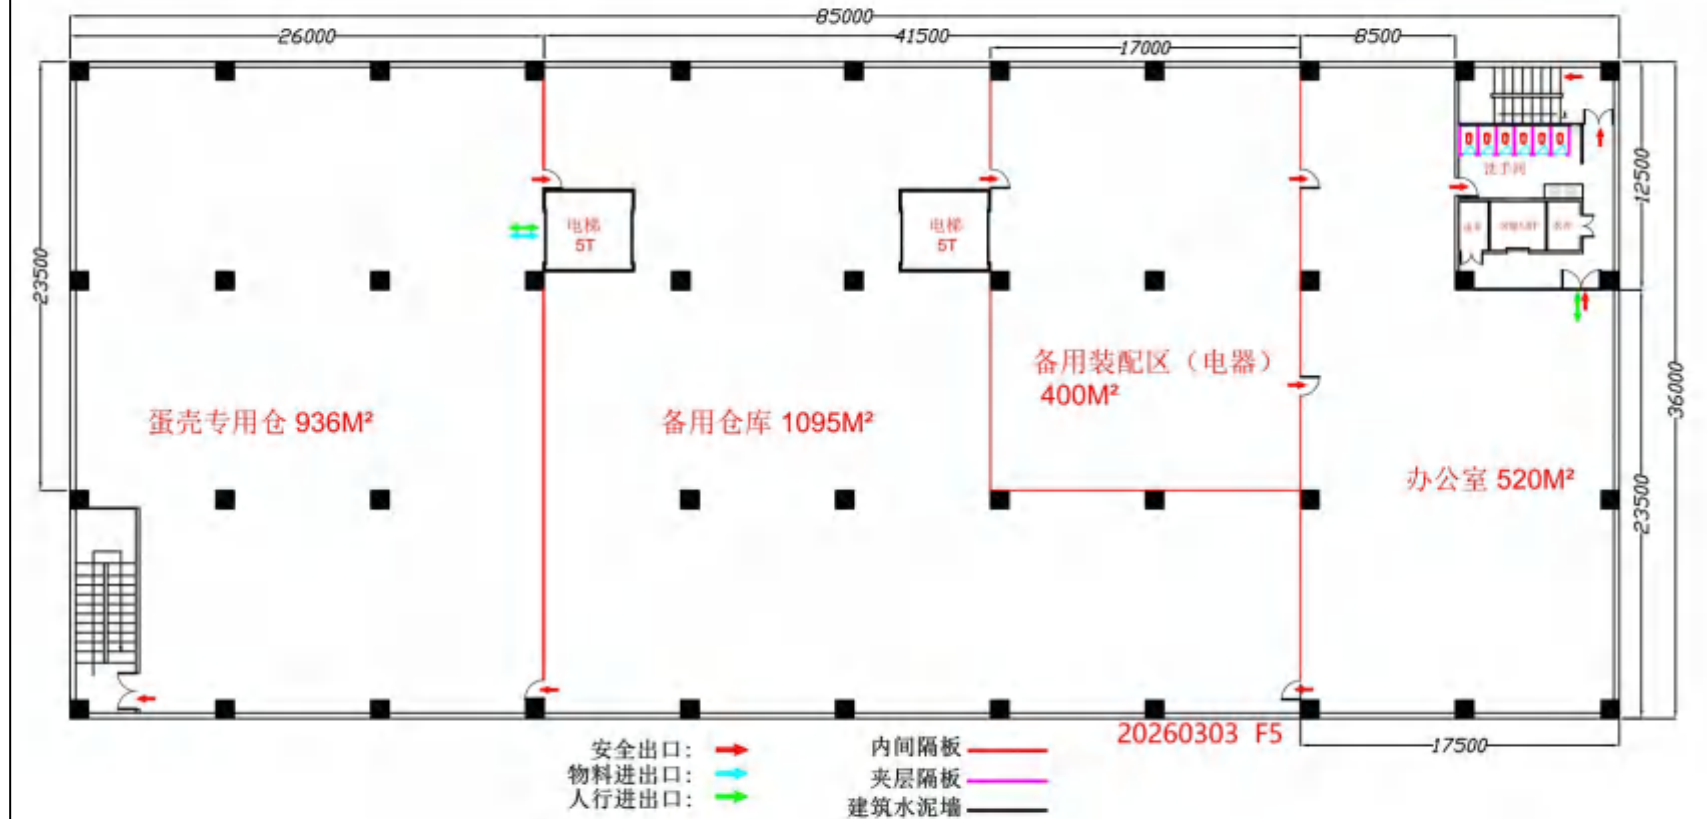 85000
26000
41500
17000
8500
23500
12500
36000
23500
17500
电梯
5T
电梯
5T
洗手间
备用装配区（电器）
400M²
蛋壳专用仓 936M²
备用仓库 1095M²
办公室 520M²
20260303 F5
安全出口：
物料进出口：
人行进出口：
内间隔板
夹层隔板
建筑水泥墙